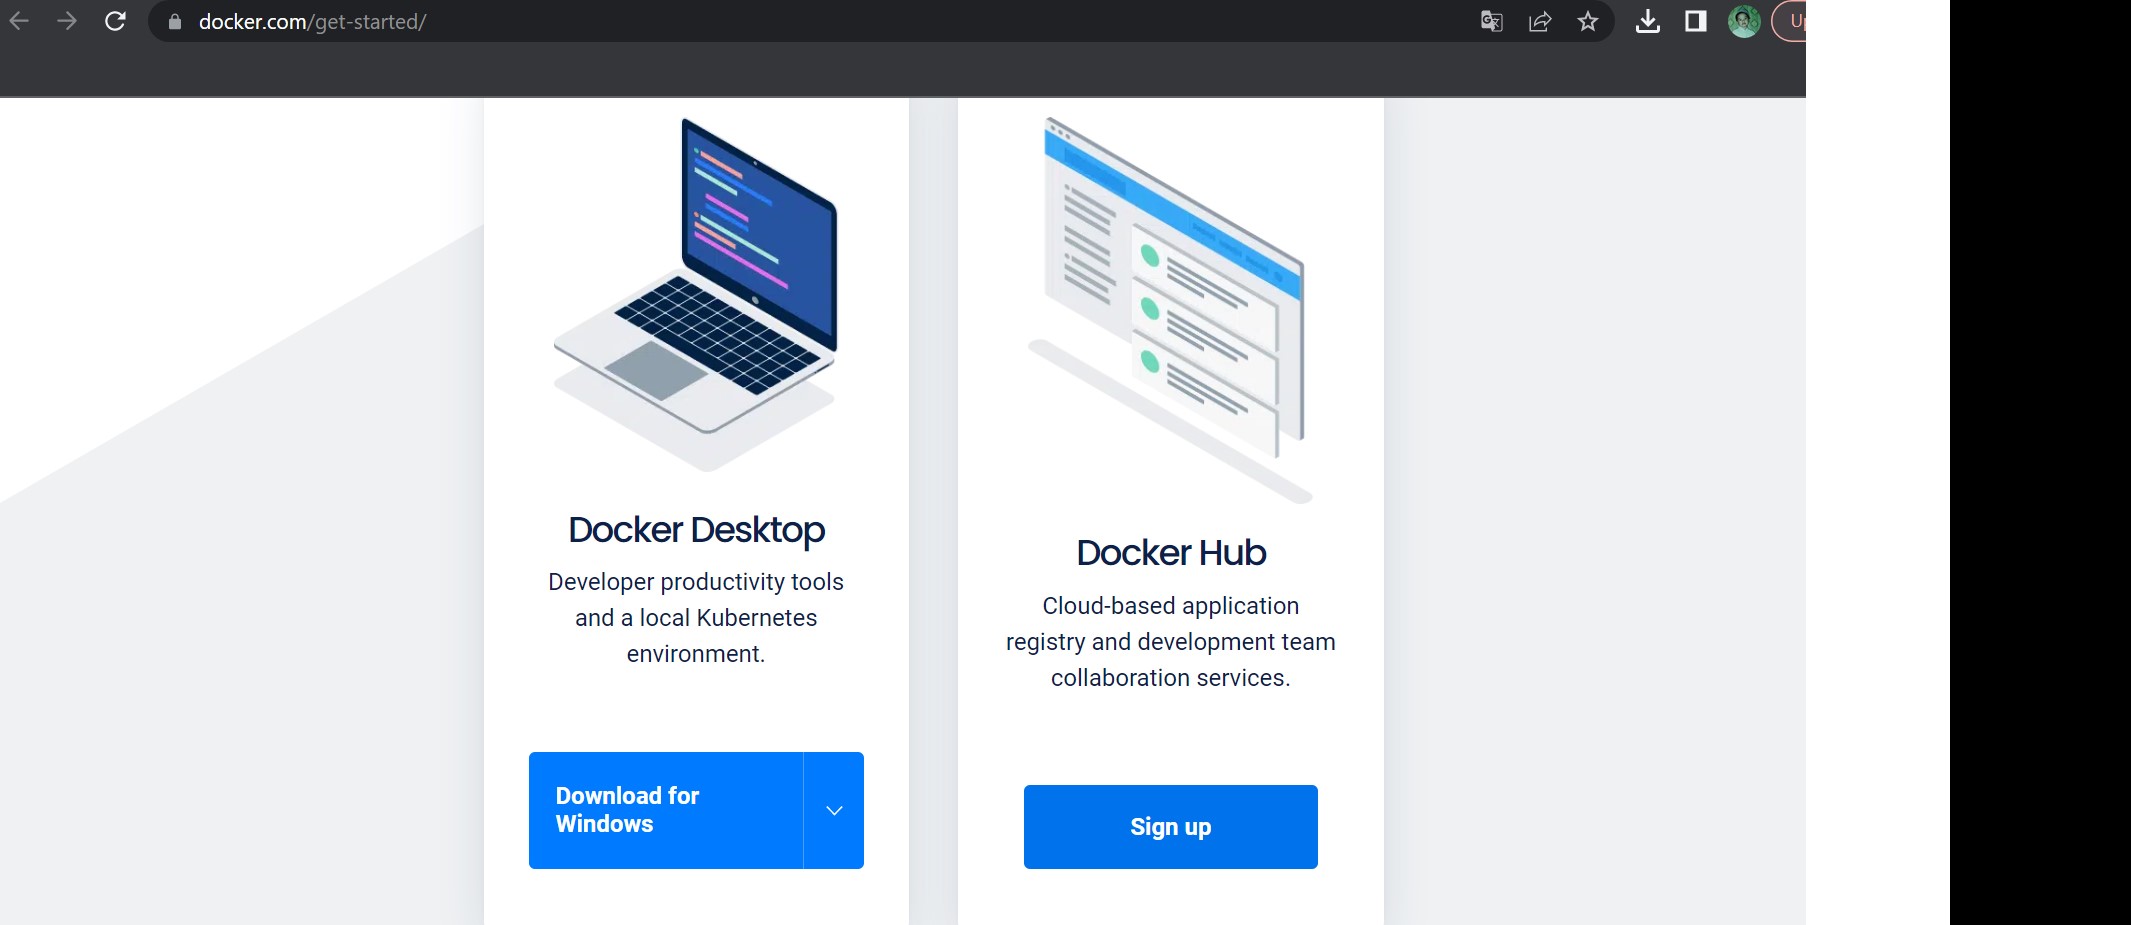 docker.com/get-started/
Docker Desktop
Developer productivity tools
and a local Kubernetes
environment.
Download for
Windows
Docker Hub
Cloud-based application
registry and development team
collaboration services.
Sign up